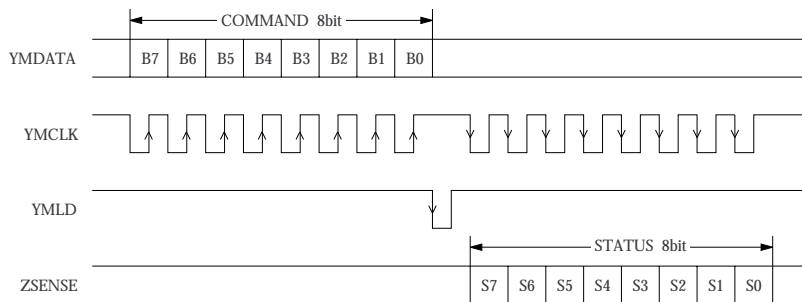 COMMAND 8bit
YMDATA B7 B6 B5 B4 B3 B2 B1 B0
YMCLK
YMLD
STATUS 8bit
ZSENSE S7 S6 S5 S4 S3 S2 S1 S0